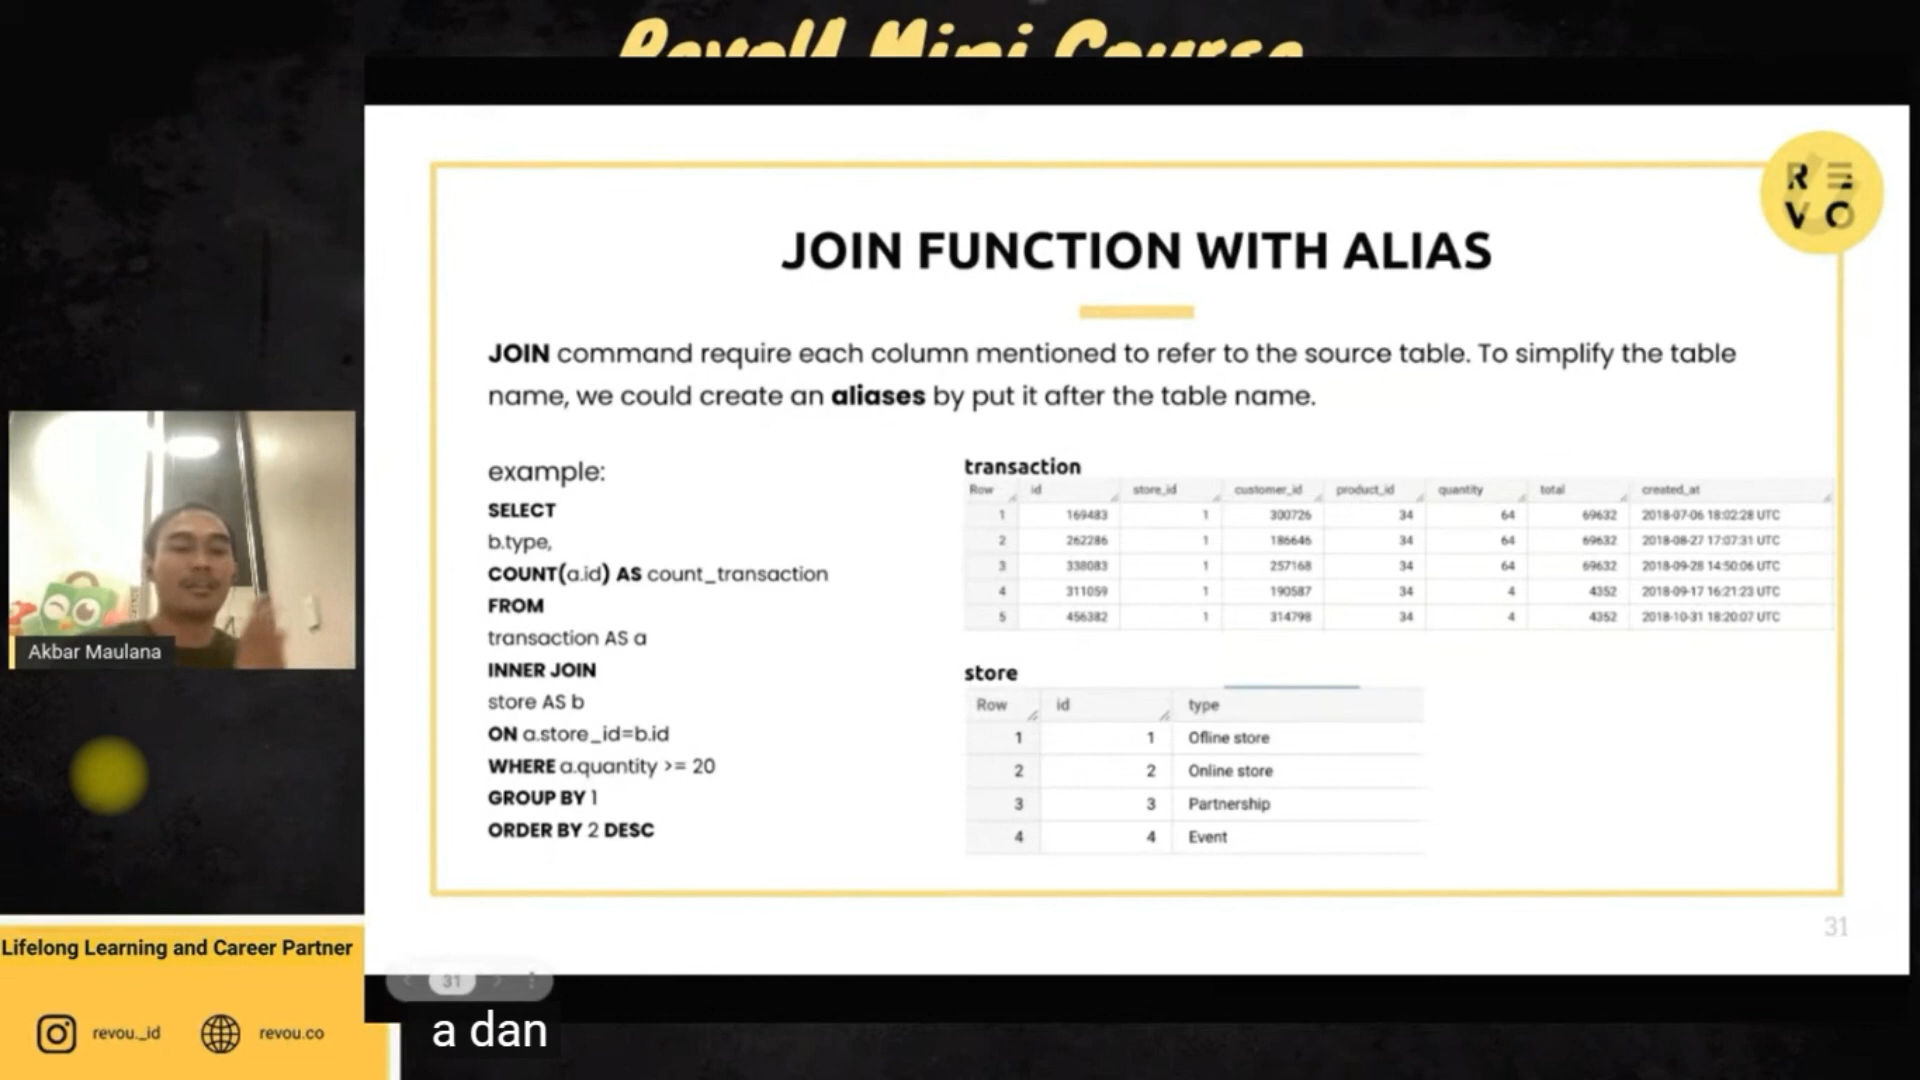 RevoU Mini Course
R E
V O
JOIN FUNCTION WITH ALIAS
JOIN command require each column mentioned to refer to the source table. To simplify the table
name, we could create an aliases by put it after the table name.
example:
SELECT
b.type,
COUNT(a.id) AS count_transaction
FROM
transaction AS a
INNER JOIN
store AS b
ON a.store_id=b.id
WHERE a.quantity >= 20
GROUP BY 1
ORDER BY 2 DESC
transaction
Row id store_id customer_id product_id quantity total created_at
1 169483 1 300726 34 64 69632 2018-07-06 18:02:28 UTC
2 262286 1 186646 34 64 69632 2018-08-27 17:07:31 UTC
3 338083 1 257168 34 64 69632 2018-09-28 14:50:06 UTC
4 311059 1 190587 34 4 4352 2018-09-17 16:21:23 UTC
5 456382 1 314798 34 4 4352 2018-10-31 18:20:07 UTC
store
Row id type
1 1 Ofline store
2 2 Online store
3 3 Partnership
4 4 Event
31
Akbar Maulana
Lifelong Learning and Career Partner
revou_id revou.co
31
a dan